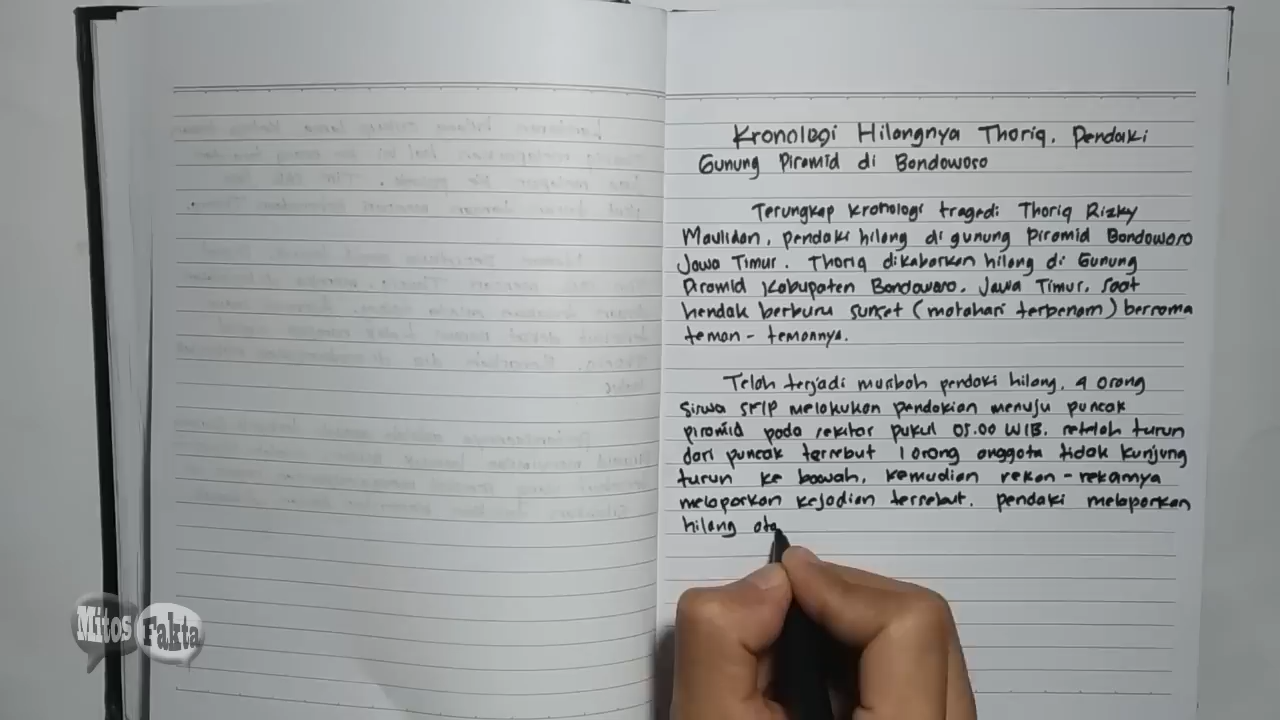 Kronologi Hilangnya Thoriq, Pendaki
Gunung Piramid di Bondowoso
Terungkap kronologi tragedi Thoriq Rizky
Maulidan, pendaki hilang di gunung piramid Bondowoso
Jawa Timur. Thoriq dikabarkan hilang di Gunung
Piramid Kabupaten Bondowoso, Jawa Timur, saat
hendak berburu sunset (matahari terbenam) bersama
teman - temannya.
Telah terjadi musibah pendaki hilang, 4 orang
siswa SMP melakukan pendakian menuju puncak
piramid pada sekitar pukul 05.00 WIB. setelah turun
dari puncak tersebut 1 orang anggota tidak kunjung
turun ke bawah, kemudian rekan - rekannya
melaporkan kejadian tersebut. pendaki melaporkan
hilang ata
Mitos
Fakta